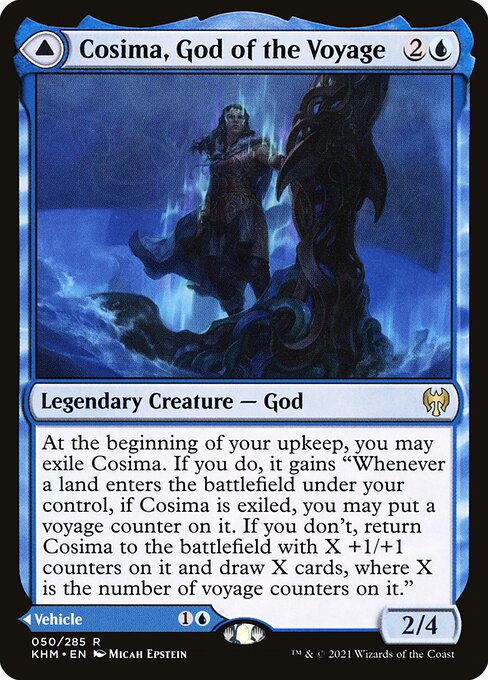 Cosima, God of the Voyage 2
Legendary Creature — God
At the beginning of your upkeep, you may
exile Cosima. If you do, it gains “Whenever
a land enters the battlefield under your
control, if Cosima is exiled, you may put a
voyage counter on it. If you don’t, return
Cosima to the battlefield with X +1/+1
counters on it and draw X cards, where X
is the number of voyage counters on it.”
Vehicle 1
2/4
050/285 R
KHM • EN Micah Epstein
™ & © 2021 Wizards of the Coast